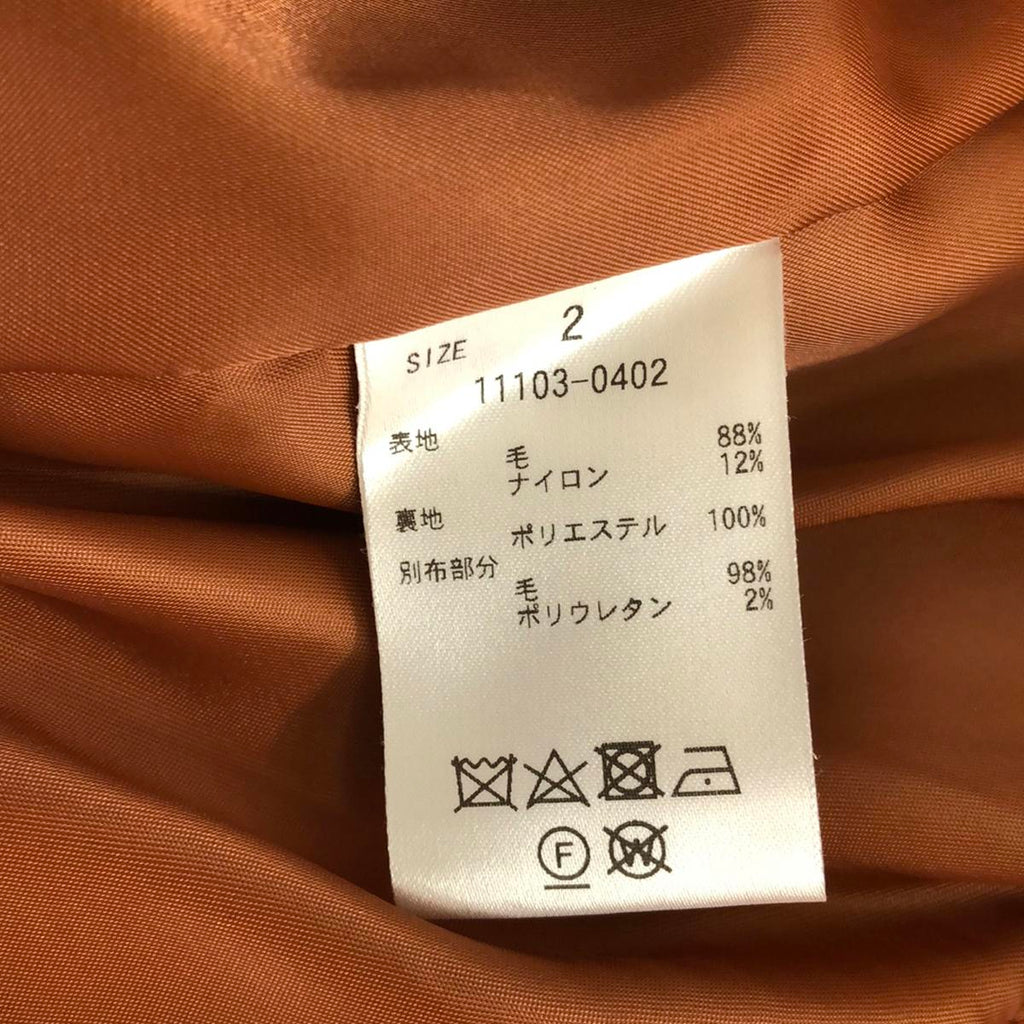 SIZE 2
11103-0402
表地
毛 88%
ナイロン 12%
裏地
ポリエステル 100%
別布部分
毛 98%
ポリウレタン 2%
F W